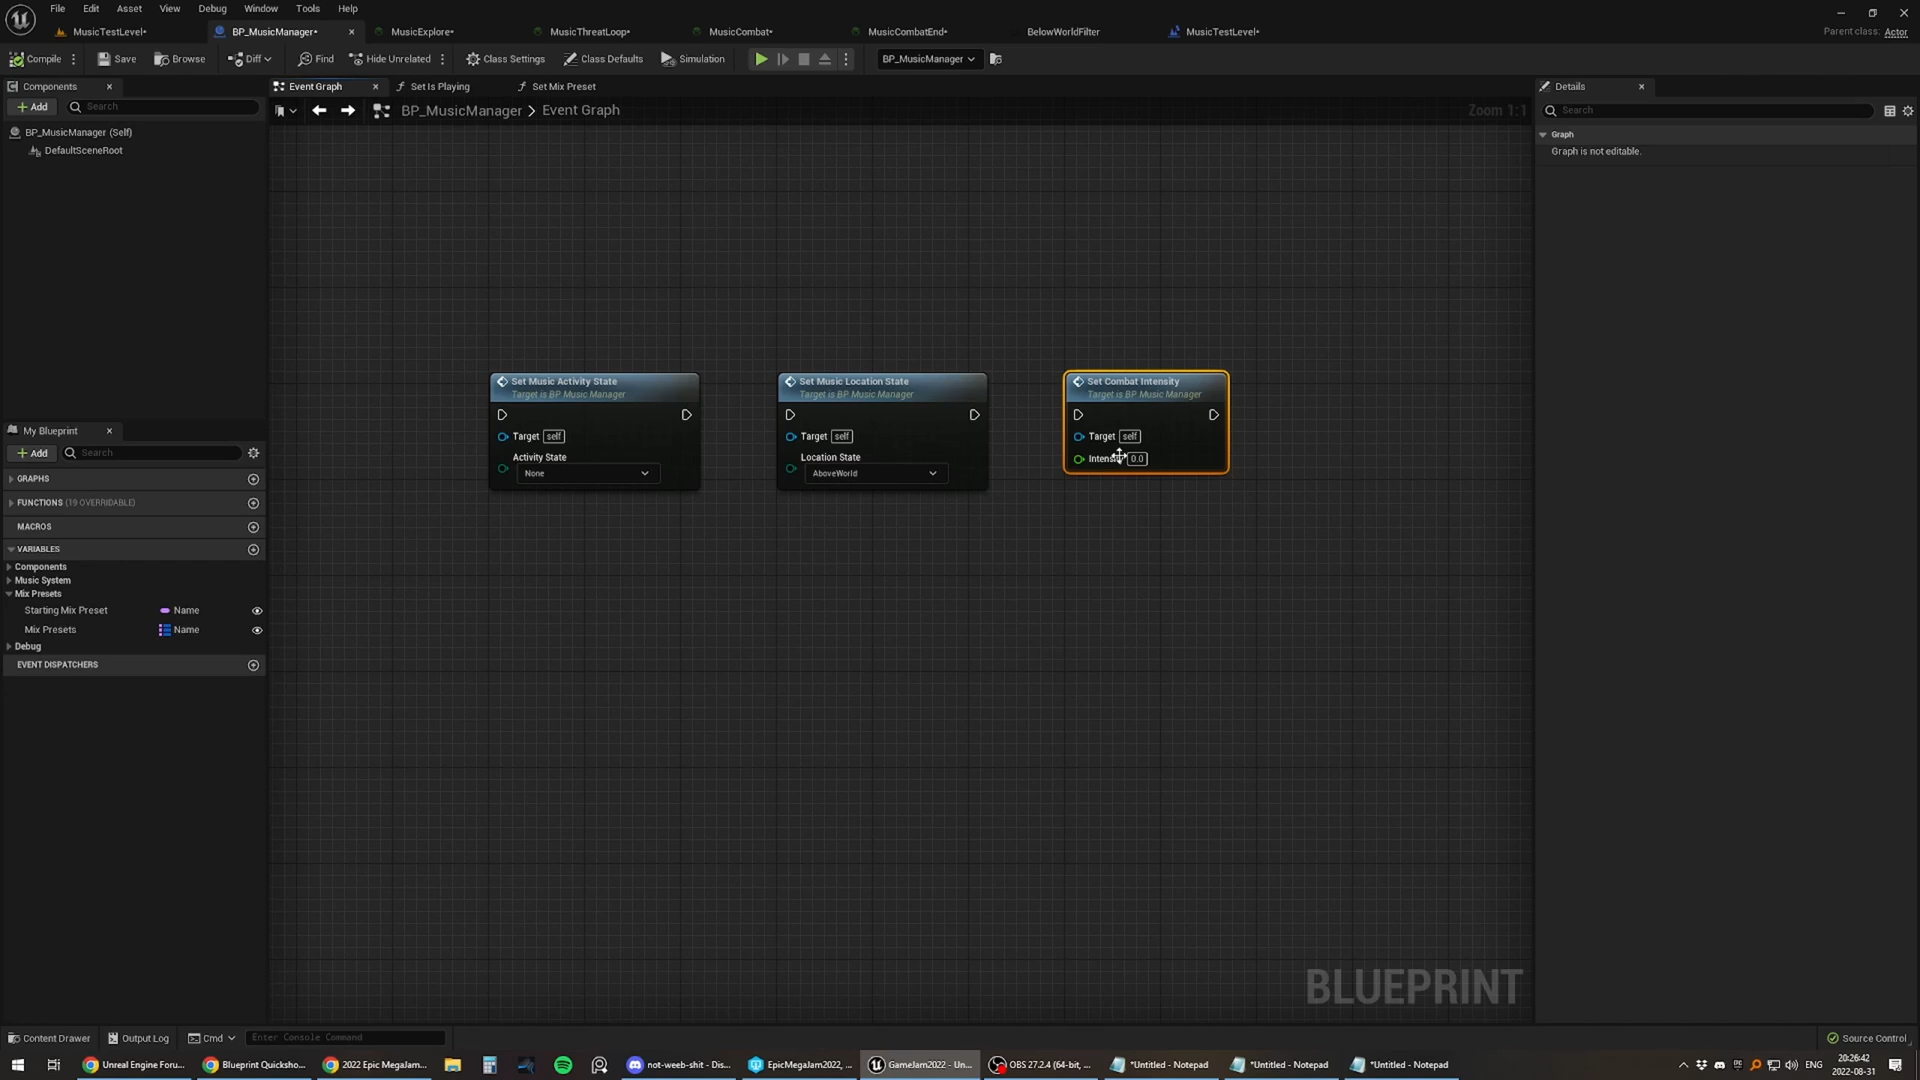 File Edit Asset View Debug Window Tools Help
MusicTestLevel• BP_MusicManager• MusicExplore• MusicThreatLoop• MusicCombat• MusicCombatEnd• BelowWorldFilter MusicTestLevel• Parent class: Actor
Compile Save Browse Diff Find Hide Unrelated Class Settings Class Defaults Simulation BP_MusicManager
Components Event Graph Set Is Playing Set Mix Preset Details
Add Search BP_MusicManager Event Graph Zoom 1:1 Search
BP_MusicManager (Self)
DefaultSceneRoot
Graph
Graph is not editable.
Set Music Activity State
Target is BP Music Manager
Target self
Activity State
None
Set Music Location State
Target is BP Music Manager
Target self
Location State
AboveWorld
Set Combat Intensity
Target is BP Music Manager
Target self
0.0
My Blueprint
Add Search
GRAPHS
FUNCTIONS (19 OVERRIDABLE)
MACROS
VARIABLES
Components
Music System
Mix Presets
Starting Mix Preset Name
Mix Presets Name
Debug
EVENT DISPATCHERS
BLUEPRINT
Content Drawer Output Log Cmd Enter Console Command Source Control
Unreal Engine Foru... Blueprint Quicksho... 2022 Epic MegaJam... not-weeb-shit - Dis... EpicMegaJam2022, ... GameJam2022 - Un... OBS 27.2.4 (64-bit, ... *Untitled - Notepad *Untitled - Notepad *Untitled - Notepad ENG 20:26:42
2022-08-31